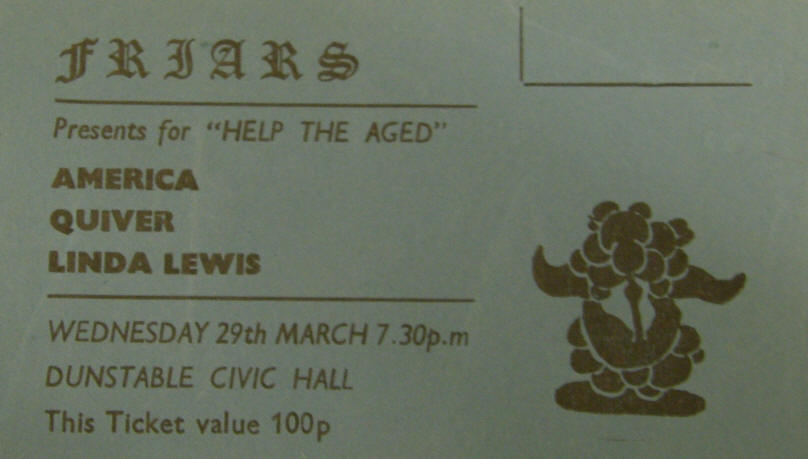 FRIARS
Presents for "HELP THE AGED"
AMERICA
QUIVER
LINDA LEWIS
WEDNESDAY 29th MARCH 7.30p.m
DUNSTABLE CIVIC HALL
This Ticket value 100p